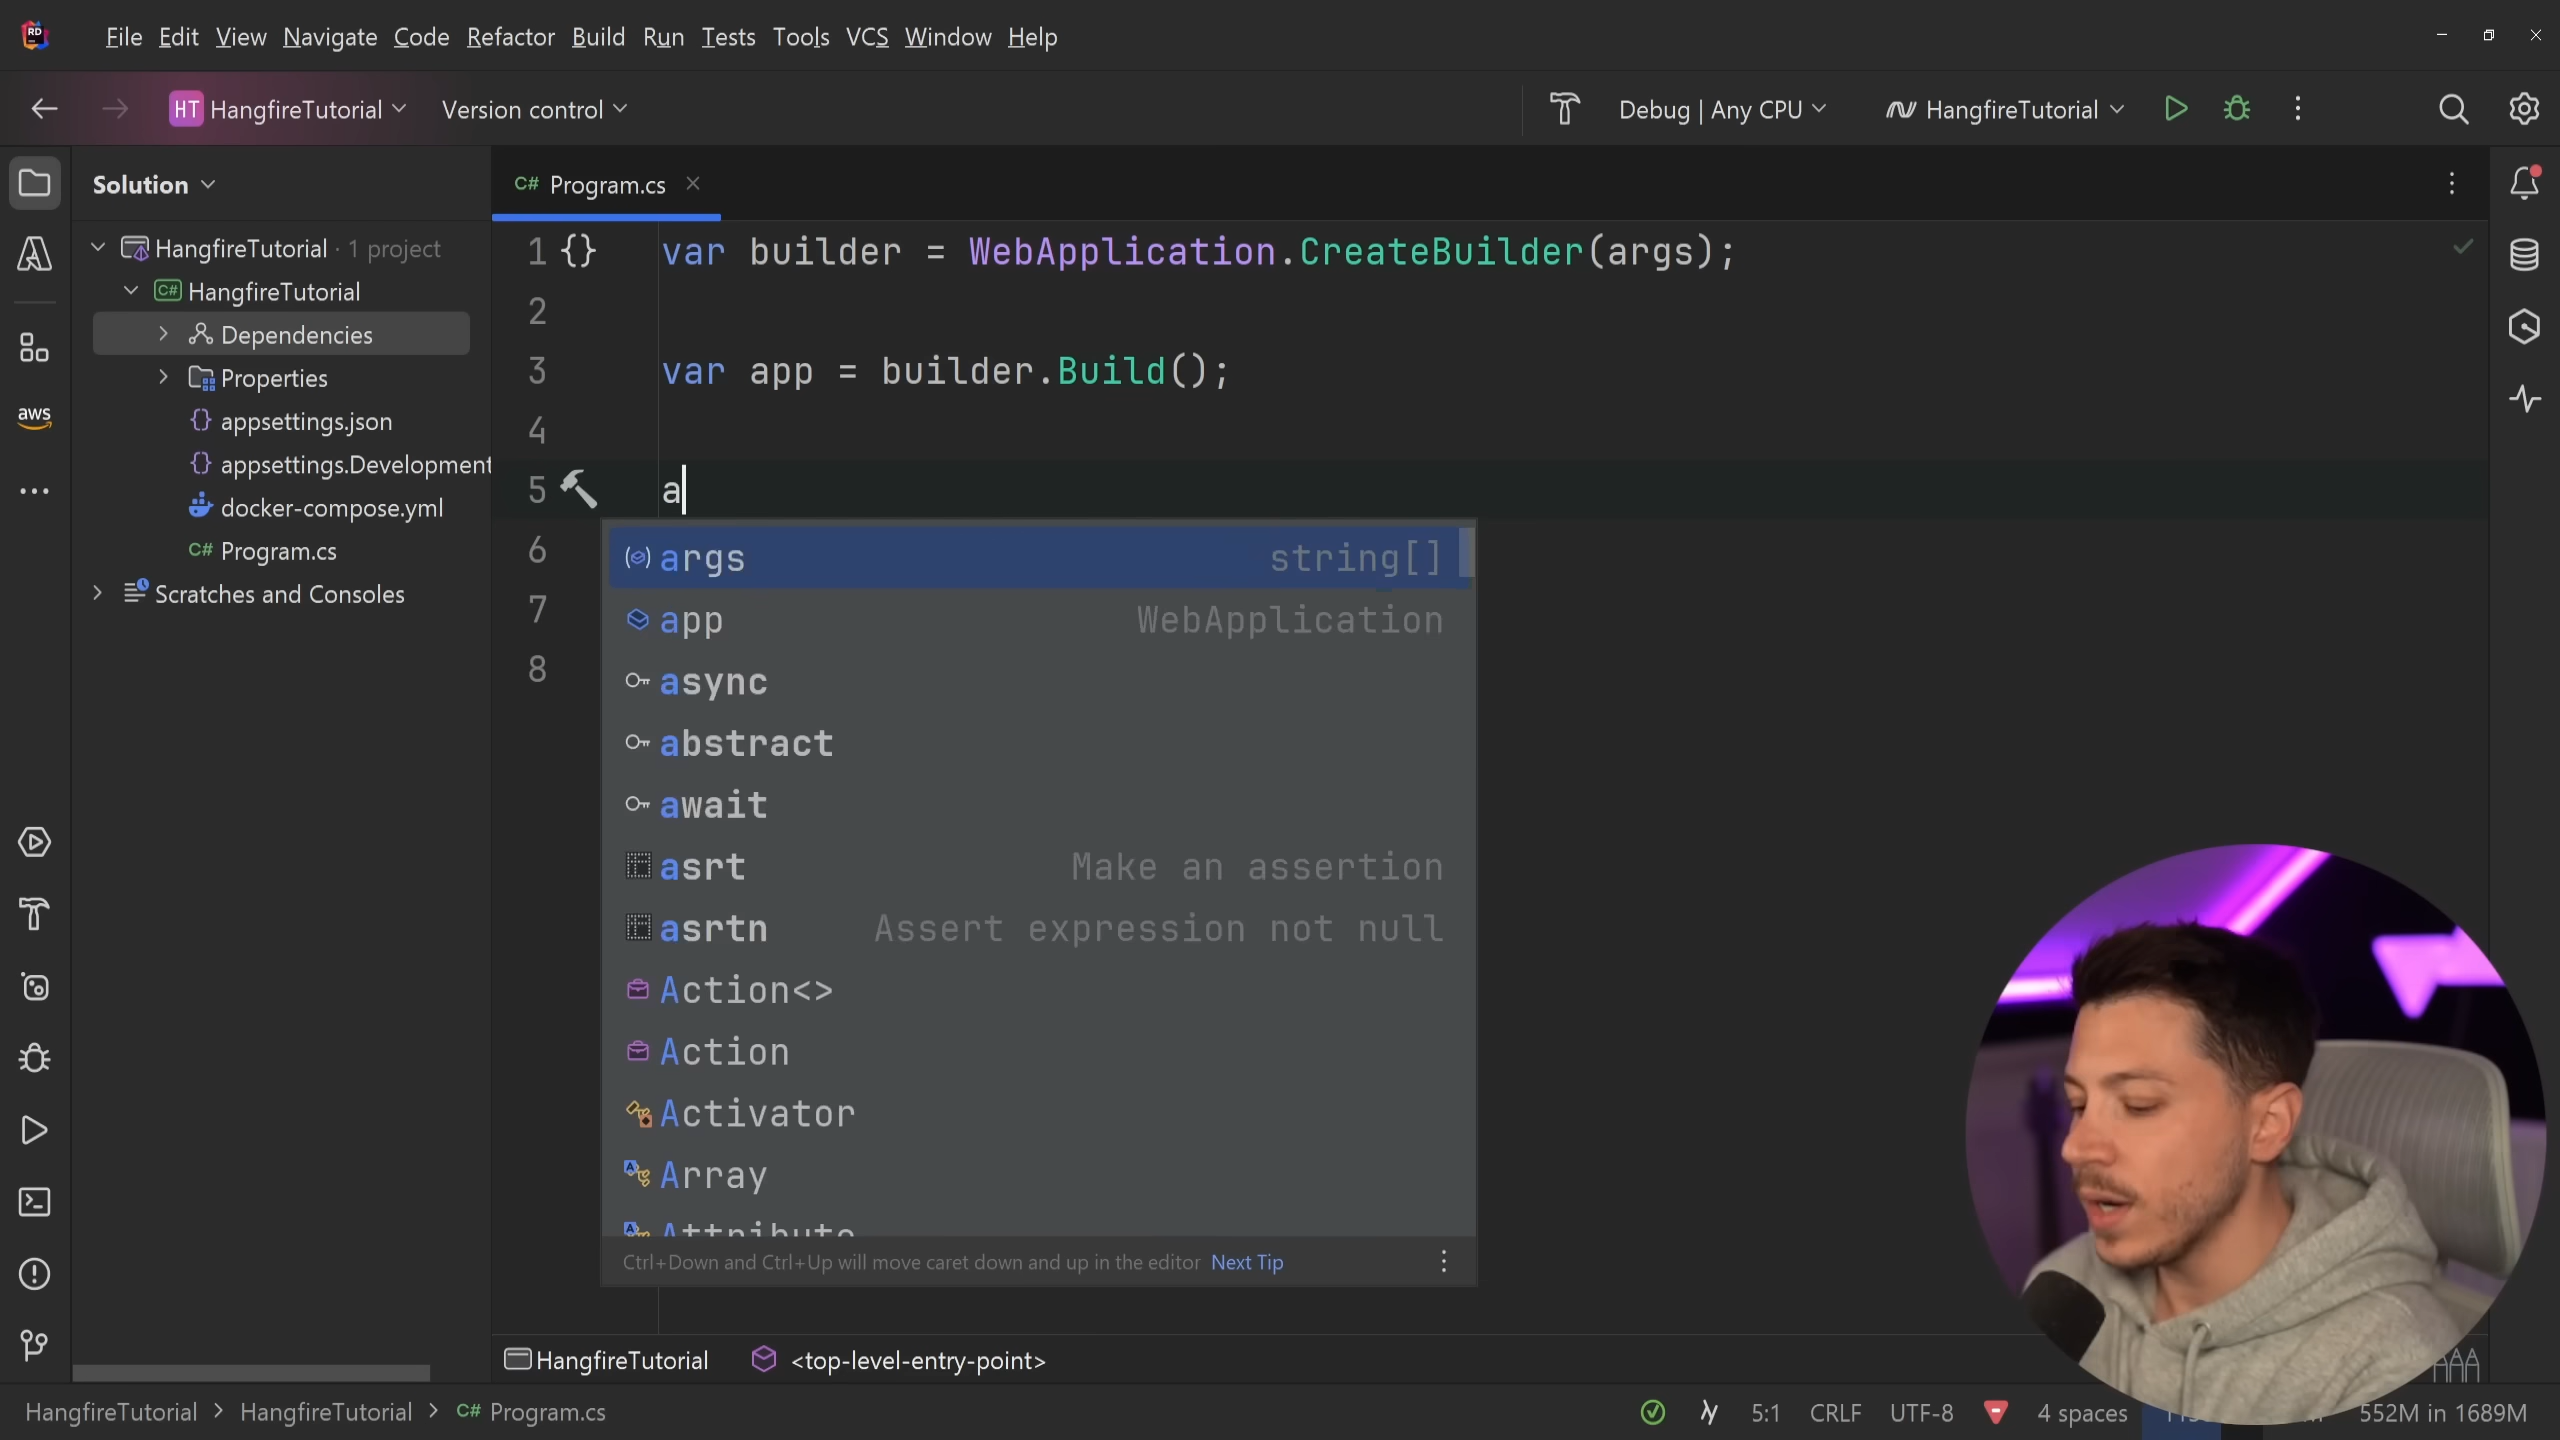 RD File Edit View Navigate Code Refactor Build Run Tests Tools VCS Window Help
HT HangfireTutorial Version control Debug | Any CPU HangfireTutorial
Solution
C# Program.cs
HangfireTutorial · 1 project
C# HangfireTutorial
Dependencies
Properties
appsettings.json
appsettings.Development
docker-compose.yml
C# Program.cs
Scratches and Consoles
aws
1 {} var builder = WebApplication.CreateBuilder(args);
2
3 var app = builder.Build();
4
5 a
6
7
8
args string[]
app WebApplication
async
abstract
await
asrt Make an assertion
asrtn Assert expression not null
Action<>
Action
Activator
Array
Attribute
Ctrl+Down and Ctrl+Up will move caret down and up in the editor Next Tip
HangfireTutorial <top-level-entry-point>
HangfireTutorial > HangfireTutorial > C# Program.cs 5:1 CRLF UTF-8 4 spaces 552M in 1689M